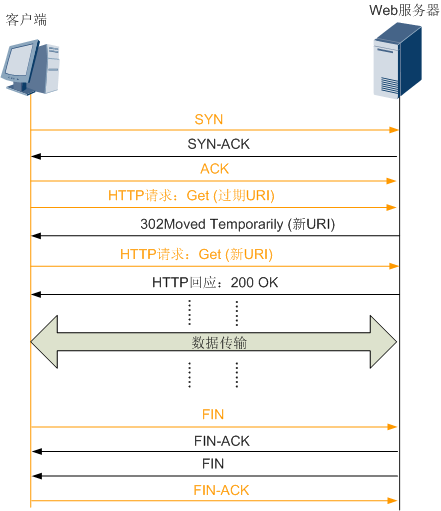 客户端
Web服务器
SYN
SYN-ACK
ACK
HTTP请求：Get (过期URI)
302Moved Temporarily (新URI)
HTTP请求：Get (新URI)
HTTP回应：200 OK
数据传输
FIN
FIN-ACK
FIN
FIN-ACK